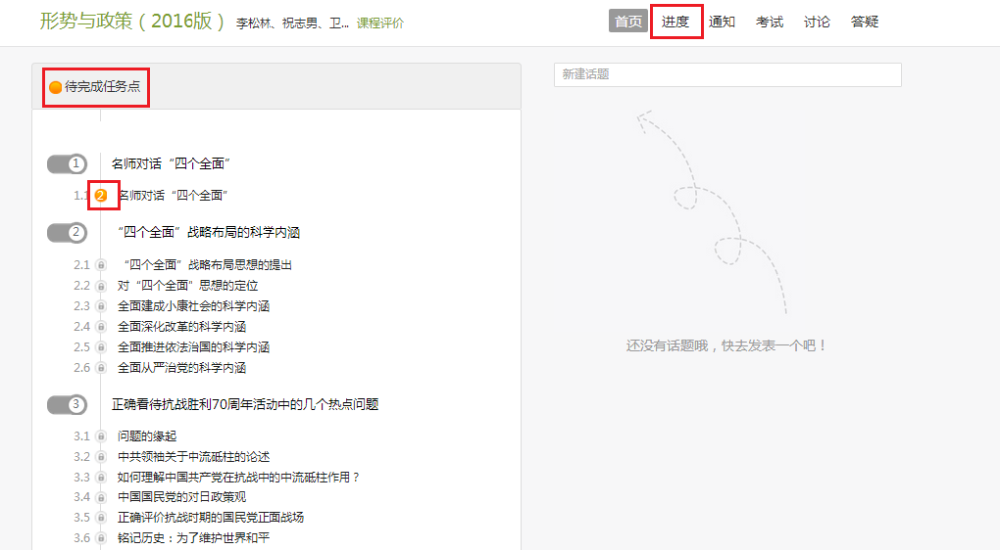 形势与政策（2016版） 李松林、祝志男、卫... 课程评价
首页 进度 通知 考试 讨论 答疑
待完成任务点
新建话题
1 名师对话“四个全面”
1.1 2 名师对话“四个全面”
2 “四个全面”战略布局的科学内涵
2.1 “四个全面”战略布局思想的提出
2.2 对“四个全面”思想的定位
2.3 全面建成小康社会的科学内涵
2.4 全面深化改革的科学内涵
2.5 全面推进依法治国的科学内涵
2.6 全面从严治党的科学内涵
3 正确看待抗战胜利70周年活动中的几个热点问题
3.1 问题的缘起
3.2 中共领袖关于中流砥柱的论述
3.3 如何理解中国共产党在抗战中的中流砥柱作用？
3.4 中国国民党的对日政策观
3.5 正确评价抗战时期的国民党正面战场
3.6 铭记历史：为了维护世界和平
还没有话题哦，快去发表一个吧！